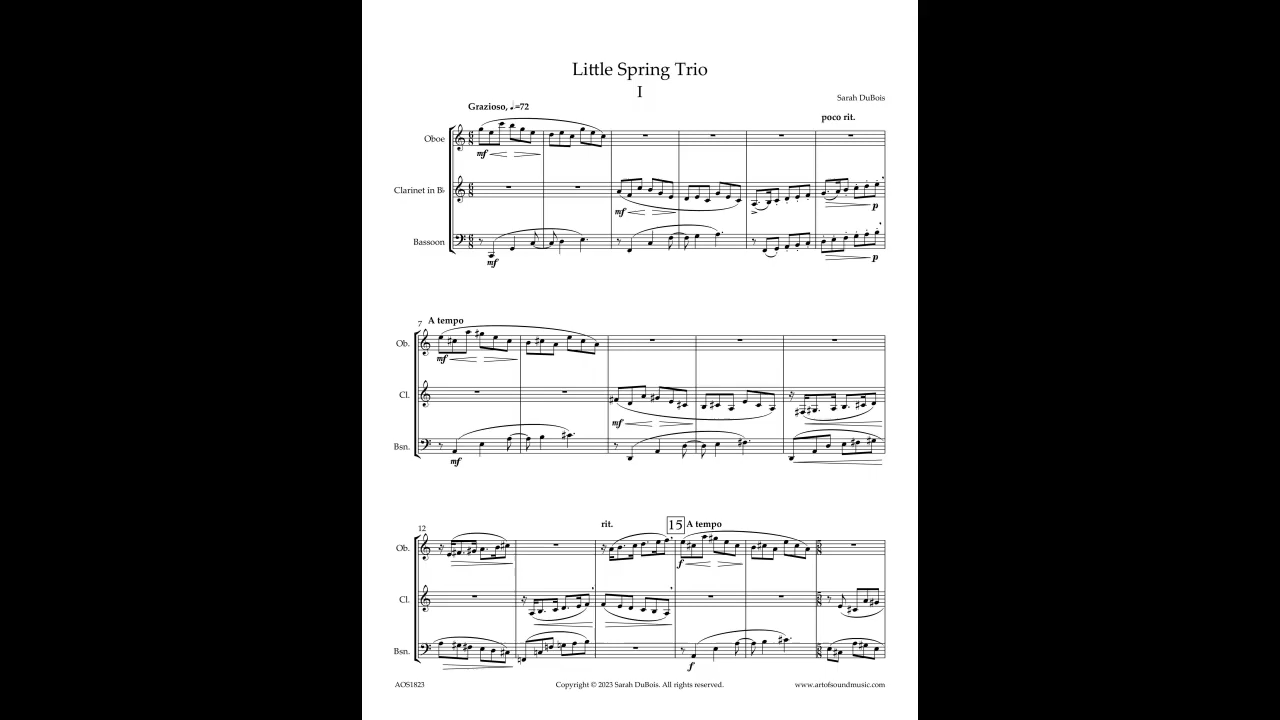 Little Spring Trio
I
Sarah DuBois
Grazioso, ♩.=72
poco rit.
Oboe
mf
Clarinet in B♭
mf
p
Bassoon
mf
p
7
A tempo
Ob.
mf
Cl.
mf
Bsn.
mf
12
rit.
15
A tempo
Ob.
f
Cl.
Bsn.
f
AOS1823
Copyright © 2023 Sarah DuBois. All rights reserved.
www.artofsoundmusic.com